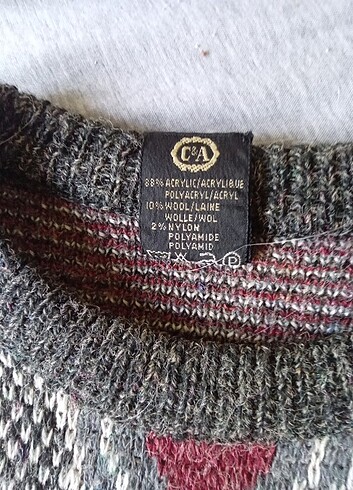 C&A
88% ACRYLIC/ACRYLIQUE
POLYACRYL/ACRYL
10% WOOL/LAINE
WOLLE/WOL
2% NYLON
POLYAMIDE
POLYAMID
P